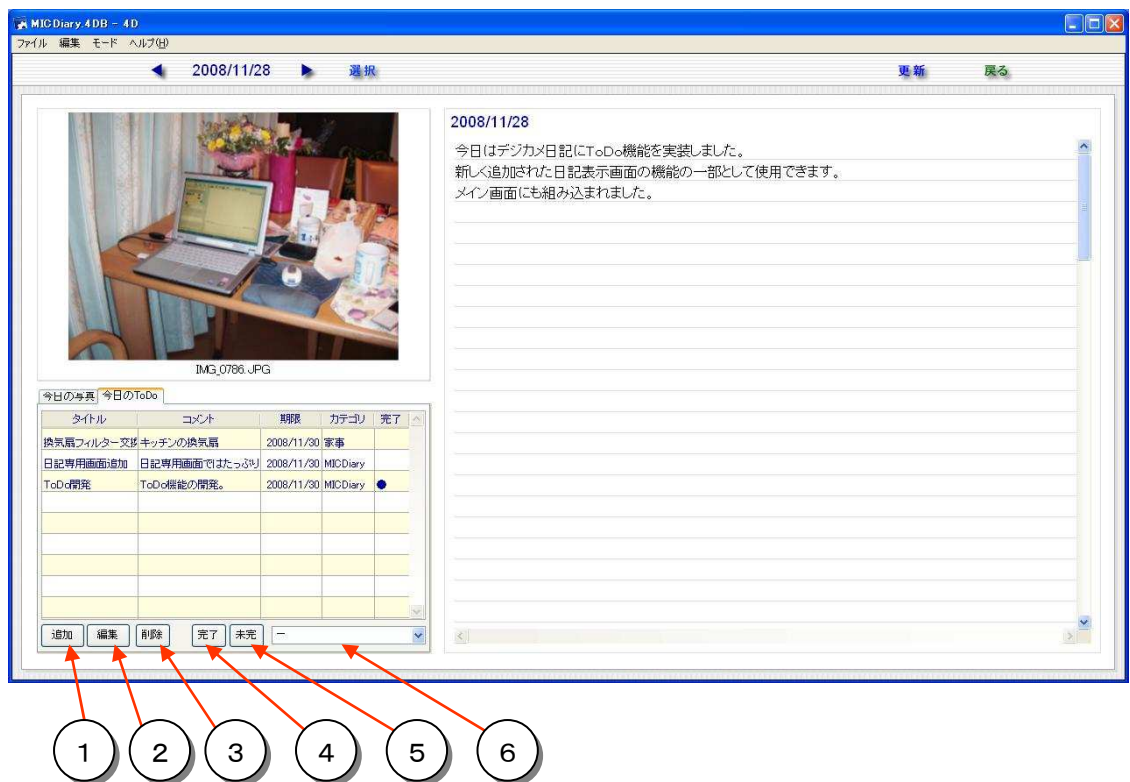 MICDiary.4DB - 4D
ファイル 編集 モード ヘルプ(H)
2008/11/28 選択 更新 戻る
2008/11/28
今日はデジカメ日記にToDo機能を実装しました。
新しく追加された日記表示画面の機能の一部として使用できます。
メイン画面にも組み込まれました。
IMG_0786.JPG
今日の写真 今日のToDo
タイトル コメント 期限 カテゴリ 完了
換気扇フィルター交換 キッチンの換気扇 2008/11/30 家事
日記専用画面追加 日記専用画面ではたっぷり 2008/11/30 MICDiary
ToDo開発 ToDo機能の開発。 2008/11/30 MICDiary ●
追加 編集 削除 完了 未完 ー
1 2 3 4 5 6